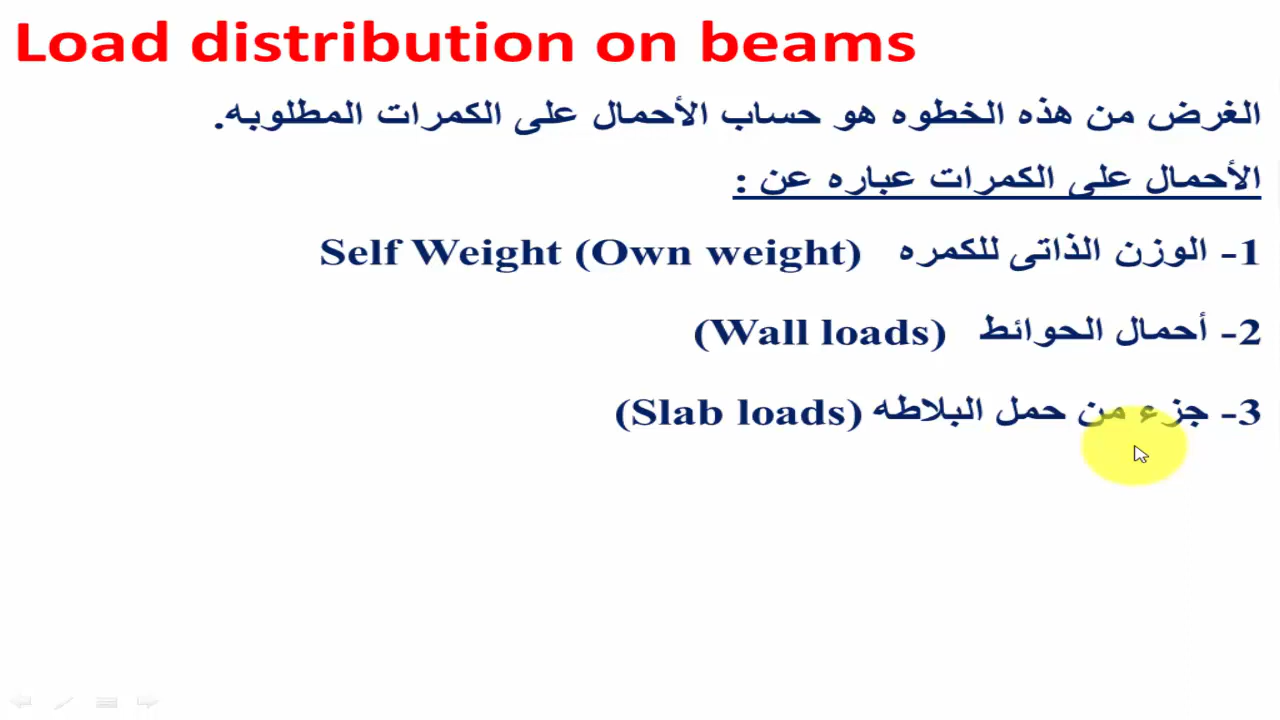 Load distribution on beams
الغرض من هذه الخطوه هو حساب الأحمال على الكمرات المطلوبه.
الأحمال على الكمرات عباره عن :
1- الوزن الذاتى للكمره Self Weight (Own weight)
2- أحمال الحوائط (Wall loads)
3- جزء من حمل البلاطه (Slab loads)